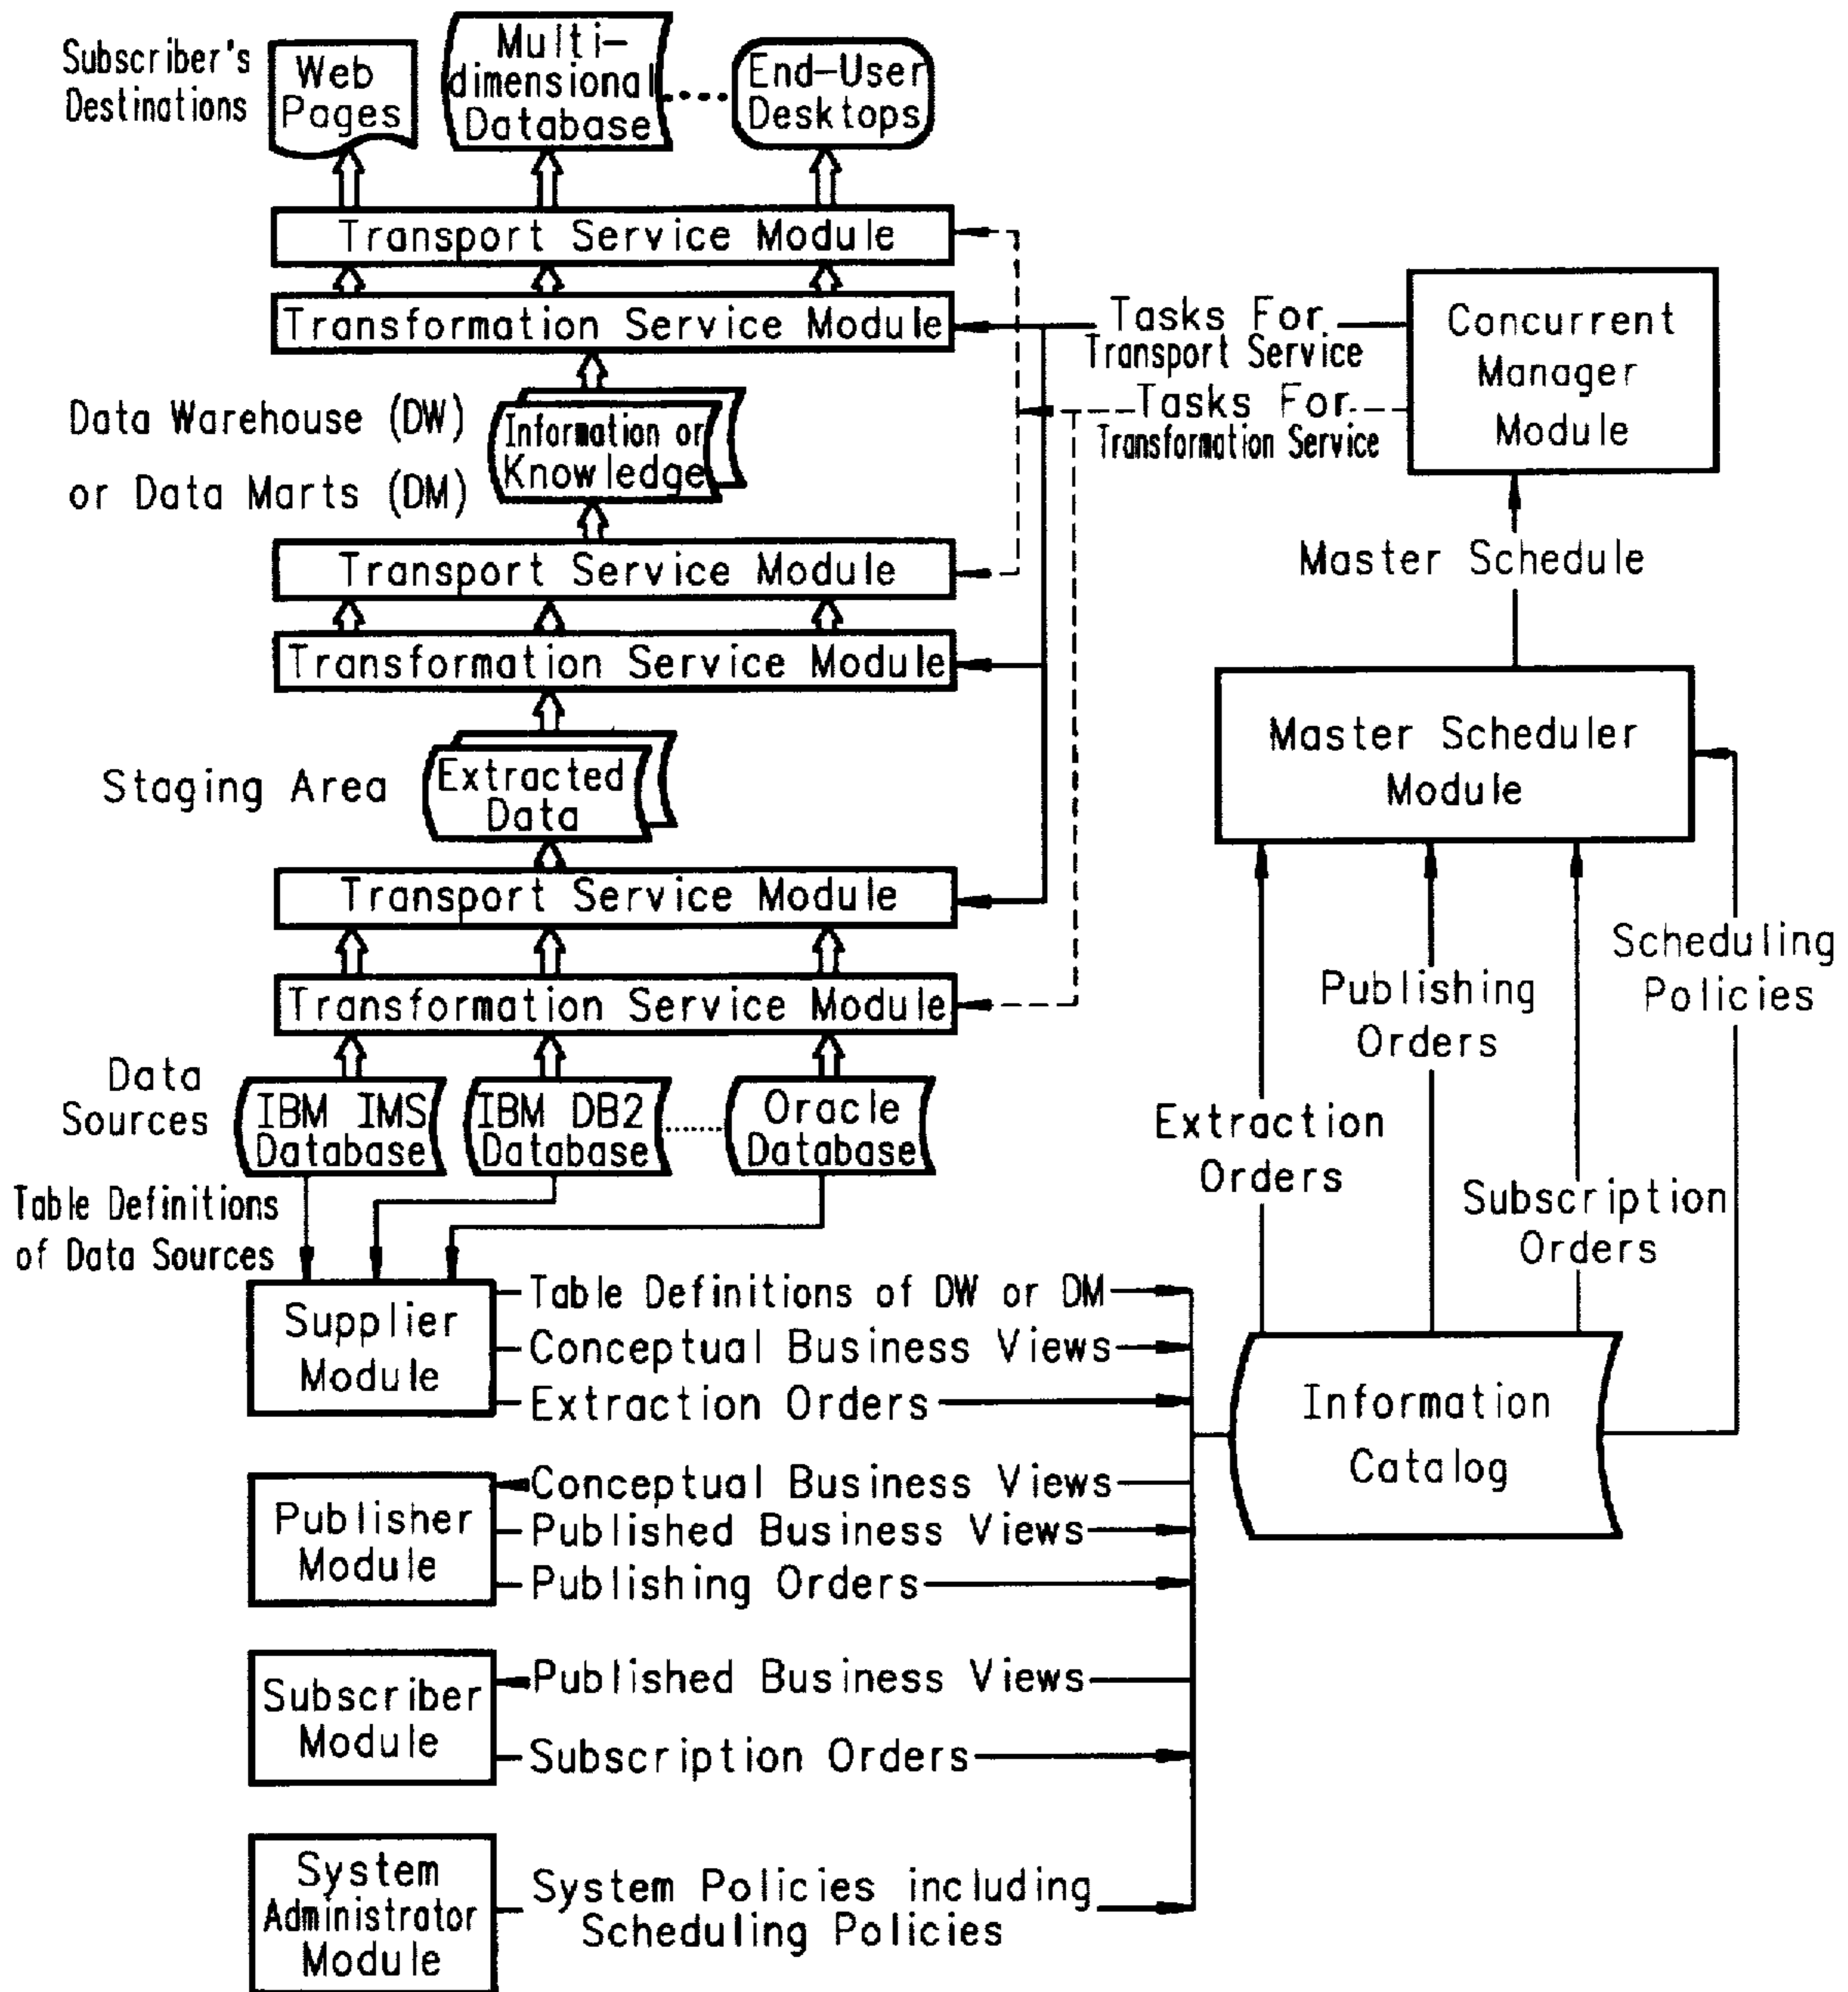 Subscriber's
Destinations
Web
Pages
Multi-
dimensional
Database
End-User
Desktops
Transport Service Module
Transformation Service Module
Tasks For
Transport Service
Tasks For
Transformation Service
Concurrent
Manager
Module
Data Warehouse (DW)
or Data Marts (DM)
Information or
Knowledge
Master Schedule
Transport Service Module
Transformation Service Module
Master Scheduler
Module
Staging Area
Extracted
Data
Transport Service Module
Transformation Service Module
Scheduling
Policies
Publishing
Orders
Extraction
Orders
Subscription
Orders
Data
Sources
IBM IMS
Database
IBM DB2
Database
Oracle
Database
Table Definitions
of Data Sources
Supplier
Module
Table Definitions of DW or DM
Conceptual Business Views
Extraction Orders
Information
Catalog
Publisher
Module
Conceptual Business Views
Published Business Views
Publishing Orders
Subscriber
Module
Published Business Views
Subscription Orders
System
Administrator
Module
System Policies including
Scheduling Policies